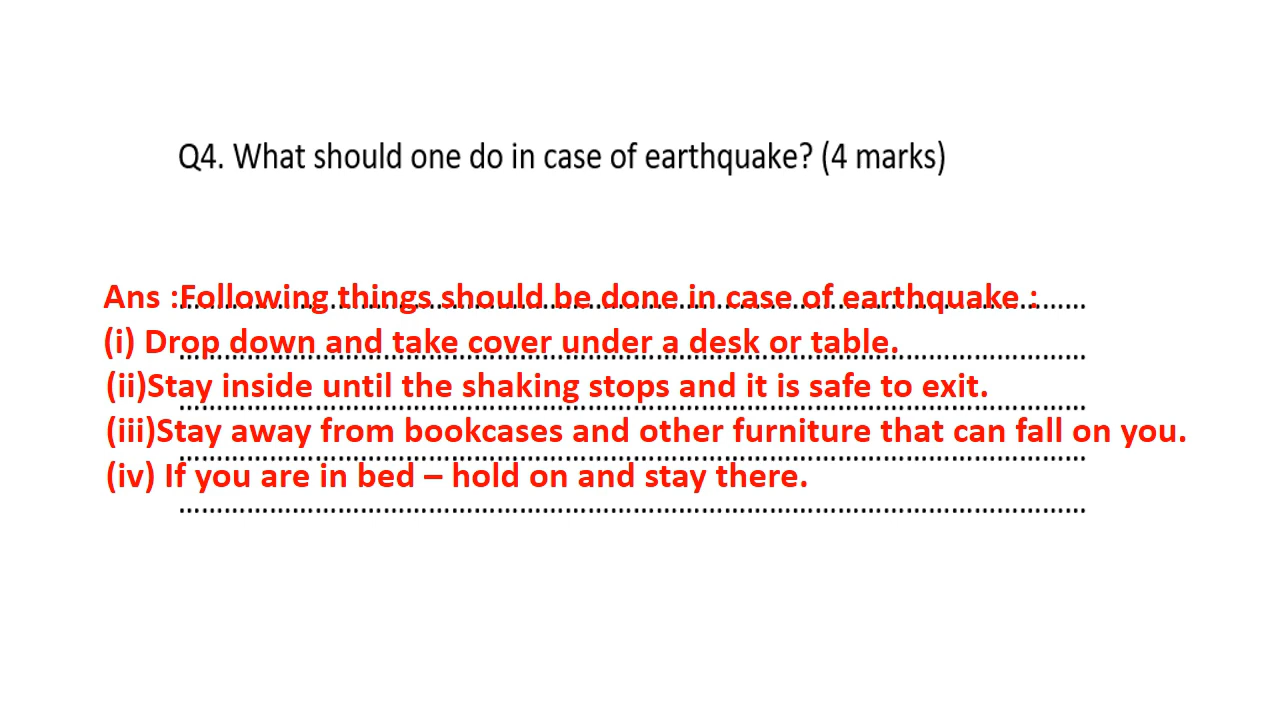 Q4. What should one do in case of earthquake? (4 marks)
Ans :Following things should be done in case of earthquake :
(i) Drop down and take cover under a desk or table.
(ii)Stay inside until the shaking stops and it is safe to exit.
(iii)Stay away from bookcases and other furniture that can fall on you.
(iv) If you are in bed – hold on and stay there.